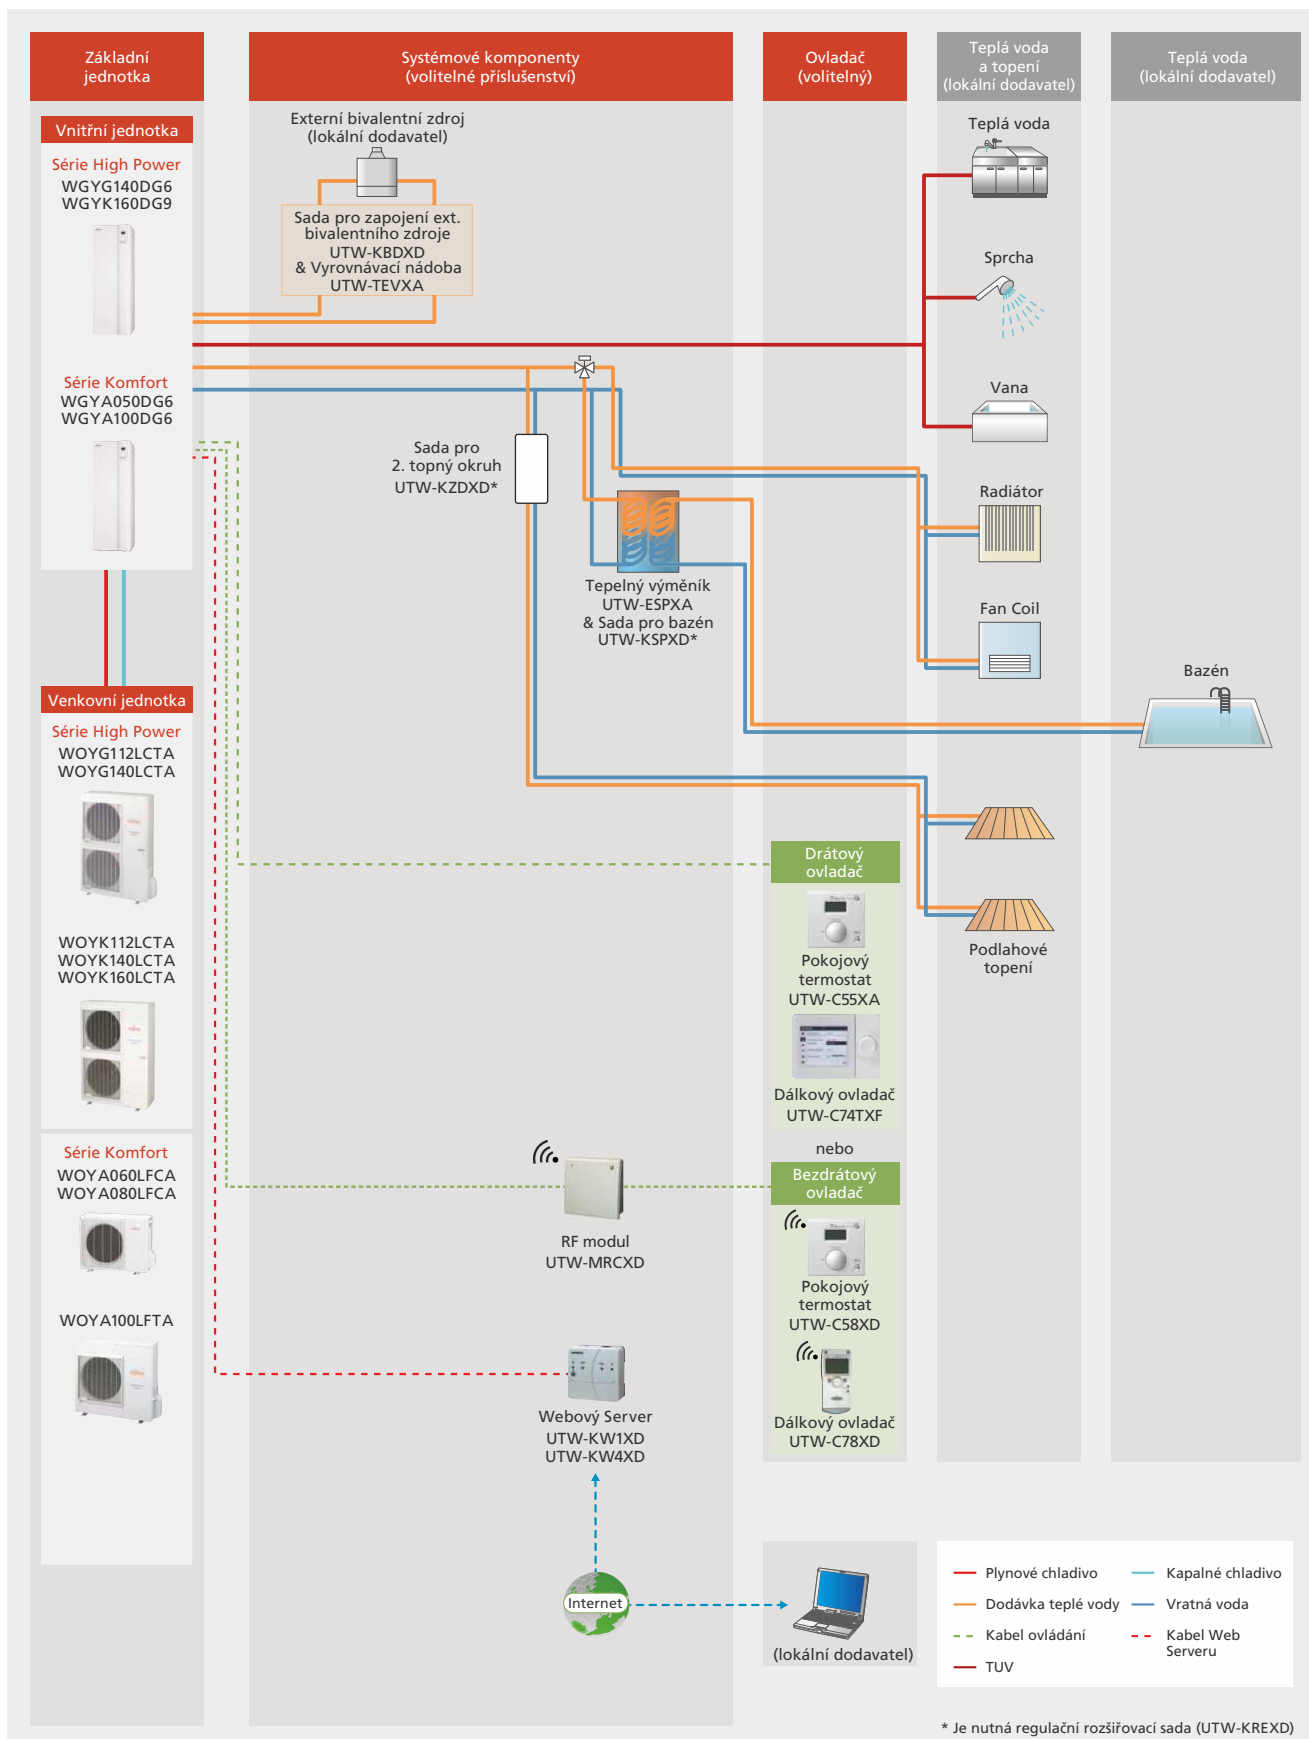 Základní
jednotka
Systémové komponenty
(volitelné příslušenství)
Ovladač
(volitelný)
Teplá voda
a topení
(lokální dodavatel)
Teplá voda
(lokální dodavatel)
Vnitřní jednotka
Série High Power
WGYG140DG6
WGYK160DG9
Série Komfort
WGYA050DG6
WGYA100DG6
Venkovní jednotka
Série High Power
WOYG112LCTA
WOYG140LCTA
WOYK112LCTA
WOYK140LCTA
WOYK160LCTA
Série Komfort
WOYA060LFCA
WOYA080LFCA
WOYA100LFTA
Externí bivalentní zdroj
(lokální dodavatel)
Sada pro zapojení ext.
bivalentního zdroje
UTW-KBDXD
& Vyrovnávací nádoba
UTW-TEVXA
Sada pro
2. topný okruh
UTW-KZDXD*
Tepelný výměník
UTW-ESPXA
& Sada pro bazén
UTW-KSPXD*
RF modul
UTW-MRCXD
Webový Server
UTW-KW1XD
UTW-KW4XD
Internet
Drátový
ovladač
Pokojový
termostat
UTW-C55XA
Dálkový ovladač
UTW-C74TXF
nebo
Bezdrátový
ovladač
Pokojový
termostat
UTW-C58XD
Dálkový ovladač
UTW-C78XD
(lokální dodavatel)
Teplá voda
Sprcha
Vana
Radiátor
Fan Coil
Podlahové
topení
Bazén
Plynové chladivo
Kapalné chladivo
Dodávka teplé vody
Vratná voda
Kabel ovládání
Kabel Web
Serveru
TUV
* Je nutná regulační rozšiřovací sada (UTW-KREXD)